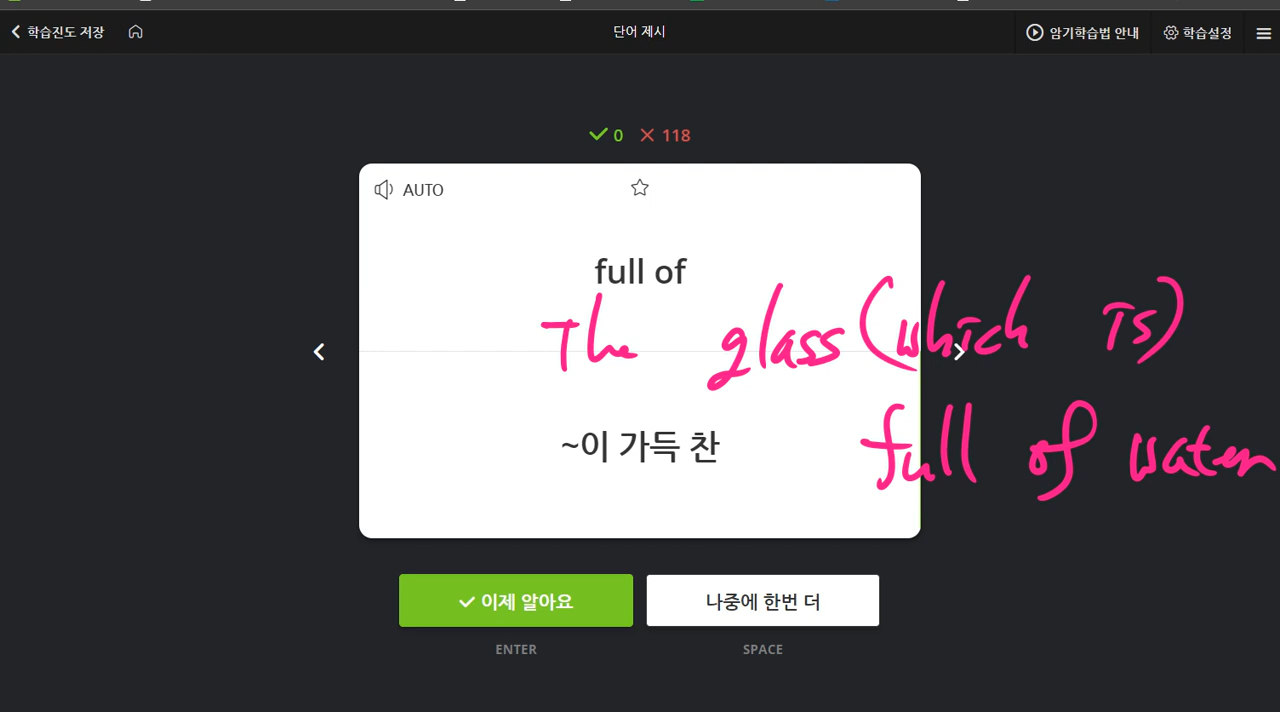 학습진도 저장
단어 제시
암기학습법 안내
학습설정
0 118
AUTO
full of
The glass (which is)
full of water
~이 가득 찬
이제 알아요
나중에 한번 더
ENTER
SPACE